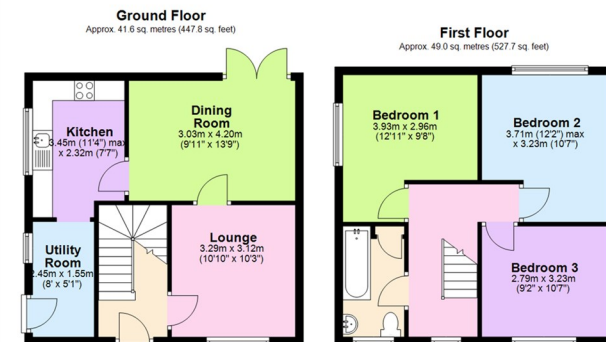 Ground Floor
Approx. 41.6 sq. metres (447.8 sq. feet)
Kitchen
3.45m (11'4") max
x 2.32m (7'7")
Dining
Room
3.03m x 4.20m
(9'11" x 13'9")
Utility
Room
2.45m x 1.55m
(8' x 5'1")
Lounge
3.29m x 3.12m
(10'10" x 10'3")
First Floor
Approx. 49.0 sq. metres (527.7 sq. feet)
Bedroom 1
3.93m x 2.96m
(12'11" x 9'8")
Bedroom 2
3.71m (12'2") max
x 3.23m (10'7")
Bedroom 3
2.79m x 3.23m
(9'2" x 10'7")